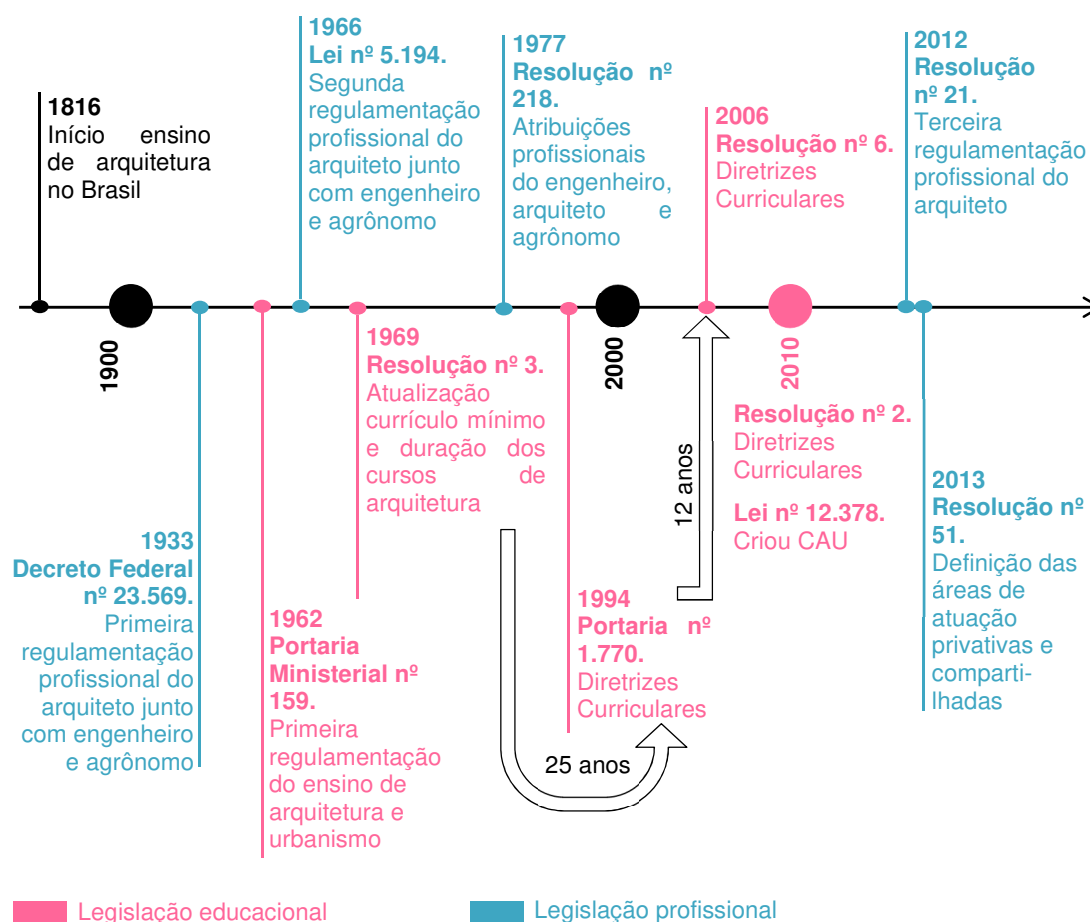 1816
Início ensino
de arquitetura
no Brasil
1966
Lei nº 5.194.
Segunda
regulamentação
profissional do
arquiteto junto
com engenheiro
e agrônomo
1977
Resolução nº
218.
Atribuições
profissionais
do engenheiro,
arquiteto e
agrônomo
2006
Resolução nº 6.
Diretrizes
Curriculares
2012
Resolução
nº 21.
Terceira
regulamentação
profissional do
arquiteto
1900
2000
2010
1933
Decreto Federal
nº 23.569.
Primeira
regulamentação
profissional do
arquiteto junto
com engenheiro
e agrônomo
1962
Portaria
Ministerial nº
159.
Primeira
regulamentação
do ensino de
arquitetura e
urbanismo
1969
Resolução nº 3.
Atualização
currículo mínimo
e duração dos
cursos de
arquitetura
25 anos
1994
Portaria nº
1.770.
Diretrizes
Curriculares
12 anos
Resolução nº 2.
Diretrizes
Curriculares
Lei nº 12.378.
Criou CAU
2013
Resolução nº
51.
Definição das
áreas de
atuação
privativas e
comparti-
lhadas
Legislação educacional
Legislação profissional